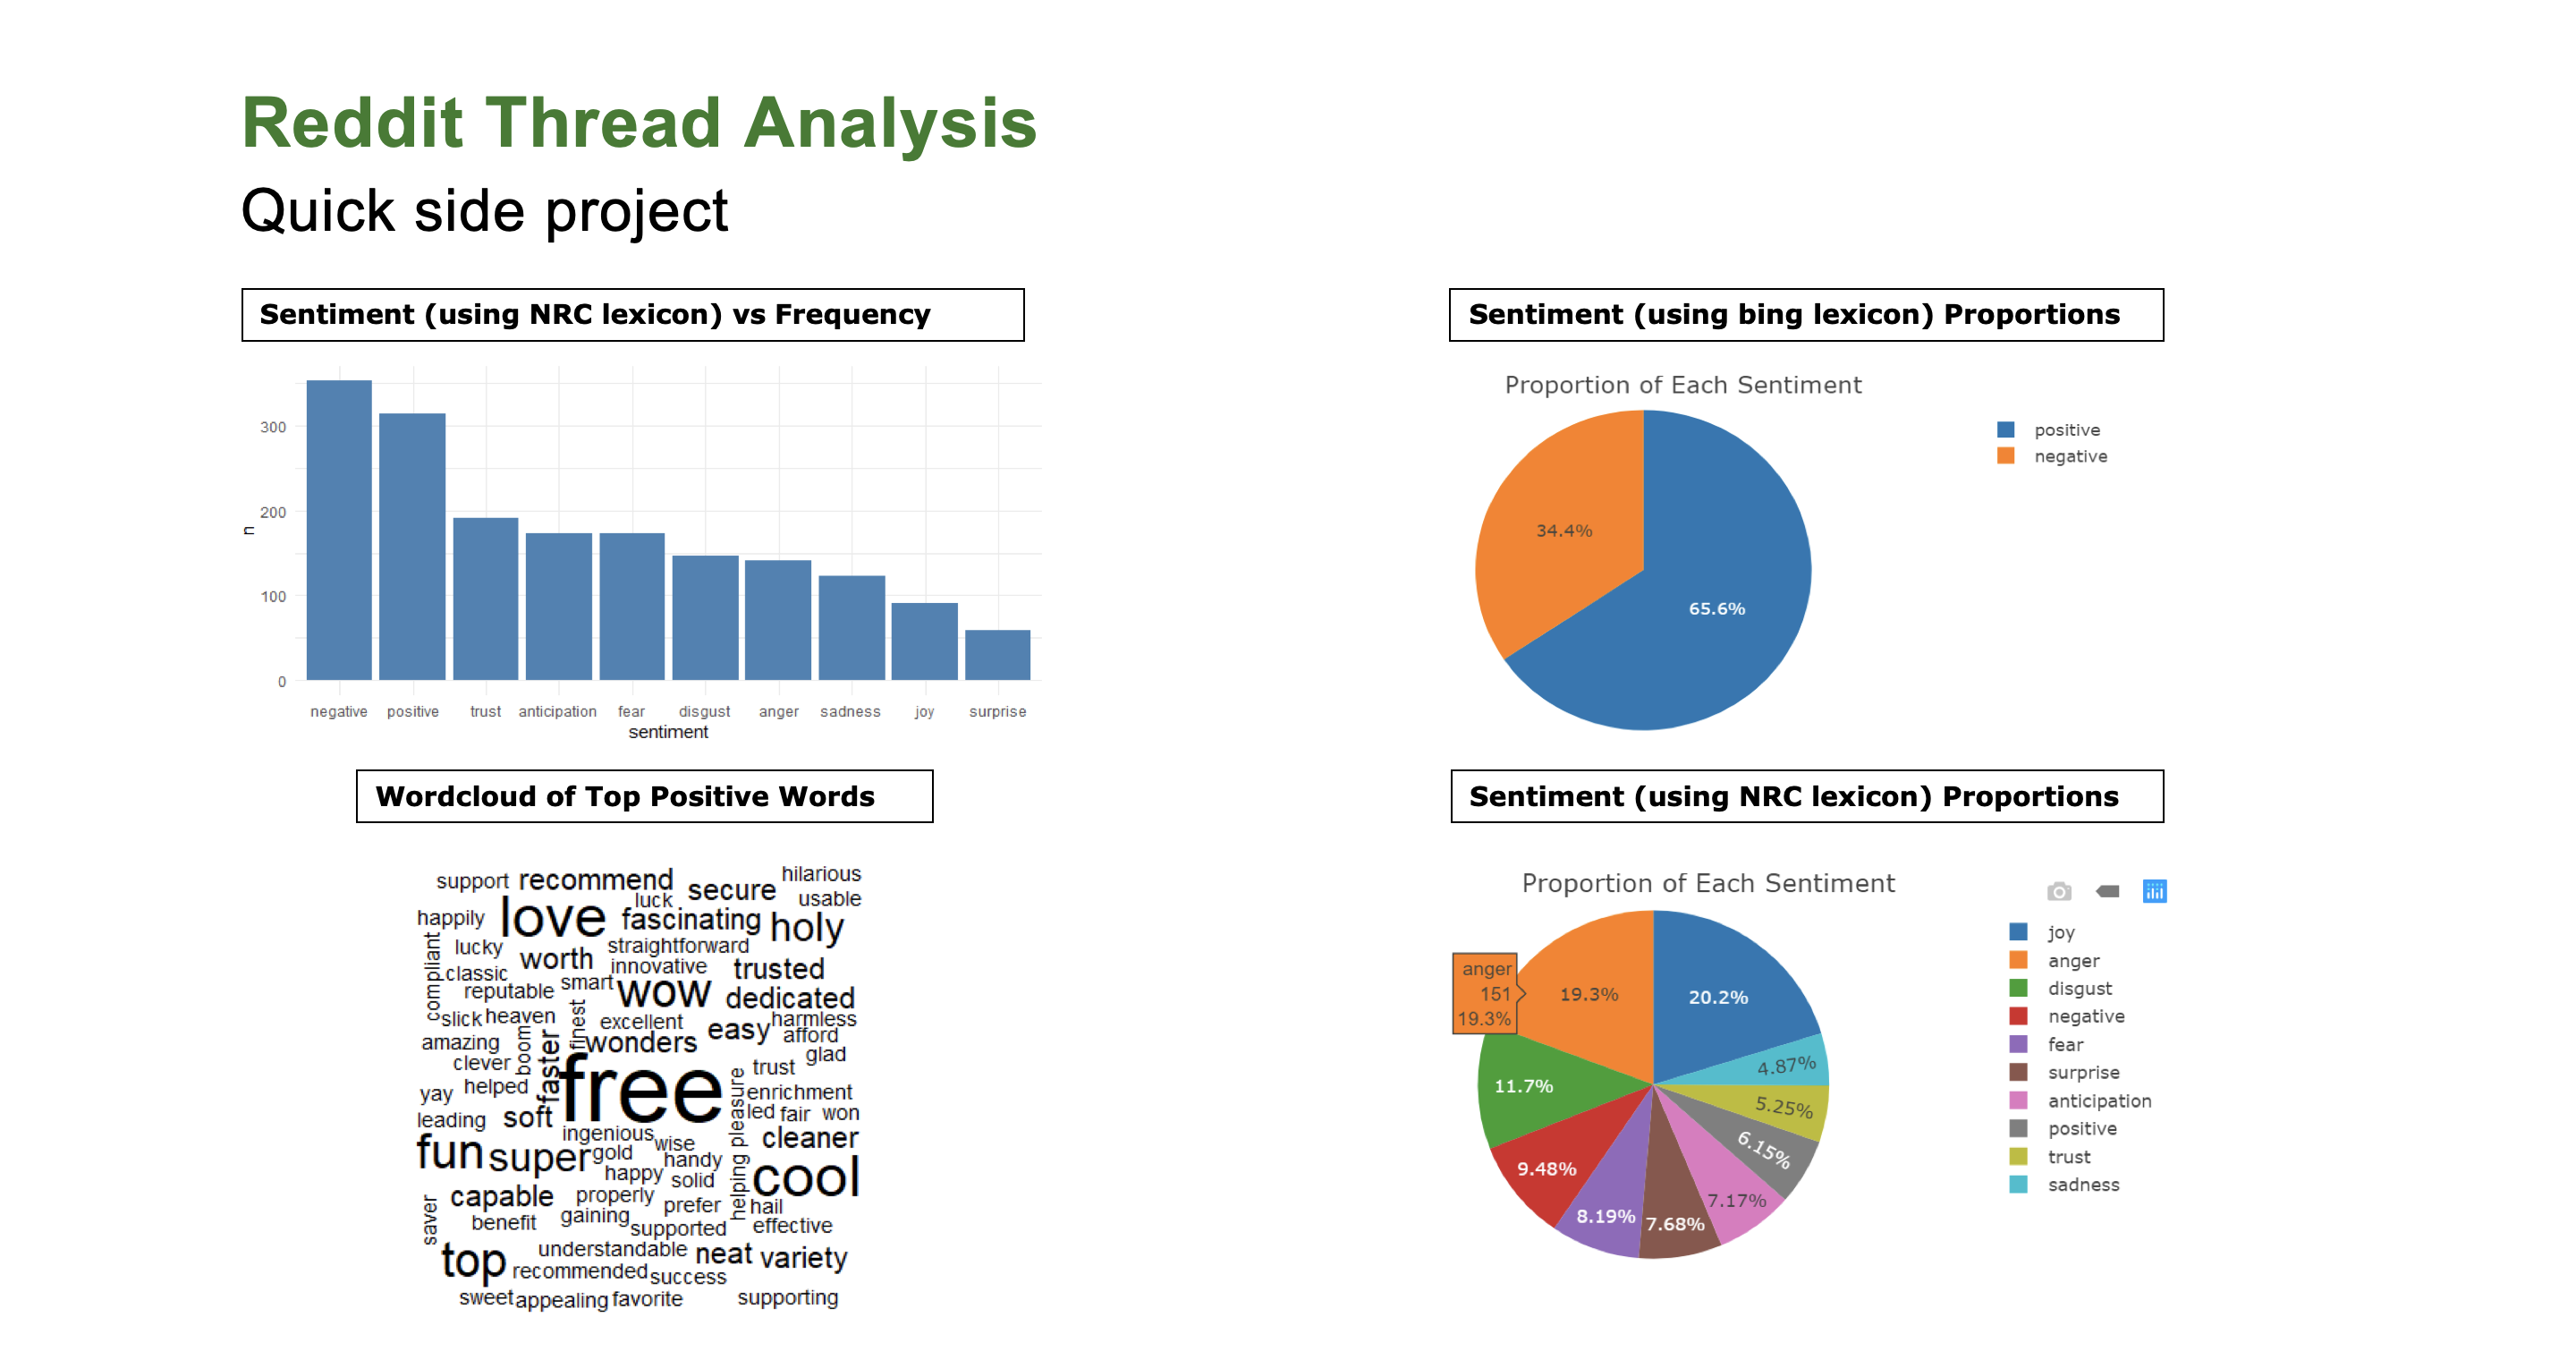 Reddit Thread Analysis
Quick side project
Sentiment (using NRC lexicon) vs Frequency
300
200
100
0
n
negative positive trust anticipation fear disgust anger sadness joy surprise
sentiment
Sentiment (using bing lexicon) Proportions
Proportion of Each Sentiment
positive
negative
34.4%
65.6%
Wordcloud of Top Positive Words
support recommend secure hilarious
luck usable
happily love fascinating holy
compliant lucky straightforward
worth innovative trusted
classic smart wow dedicated
reputable
slick heaven finest excellent easy harmless
amazing boom faster wonders afford
clever glad
yay helped free trust
enrichment
leading soft pleasure led fair won
ingenious wise cleaner
fun super gold handy
happy solid helping cool
capable properly prefer hail
saver benefit gaining supported effective
understandable neat variety
top recommended success
sweet appealing favorite supporting
Sentiment (using NRC lexicon) Proportions
Proportion of Each Sentiment
joy
anger
disgust
negative
fear
surprise
anticipation
positive
trust
sadness
anger
151
19.3%
19.3%
20.2%
4.87%
5.25%
6.15%
7.17%
7.68%
8.19%
9.48%
11.7%